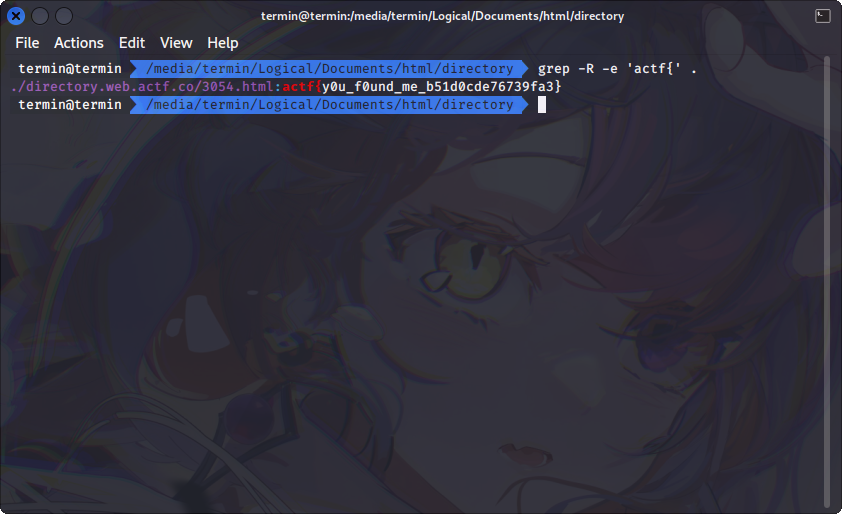 termin@termin:/media/termin/Logical/Documents/html/directory
File Actions Edit View Help
termin@termin /media/termin/Logical/Documents/html/directory grep -R -e 'actf{' .
./directory.web.actf.co/3054.html:actf{y0u_f0und_me_b51d0cde76739fa3}
termin@termin /media/termin/Logical/Documents/html/directory